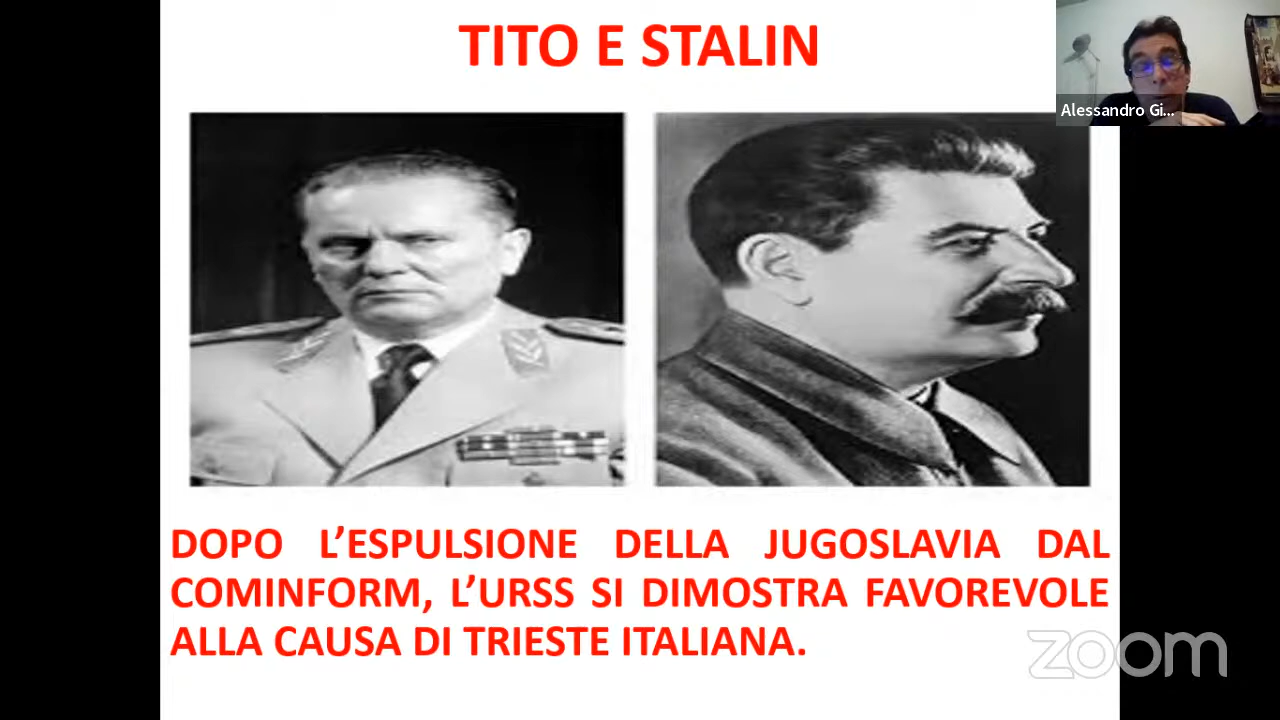 TITO E STALIN
Alessandro Gi...
DOPO L'ESPULSIONE DELLA JUGOSLAVIA DAL
COMINFORM, L'URSS SI DIMOSTRA FAVOREVOLE
ALLA CAUSA DI TRIESTE ITALIANA.
zoom